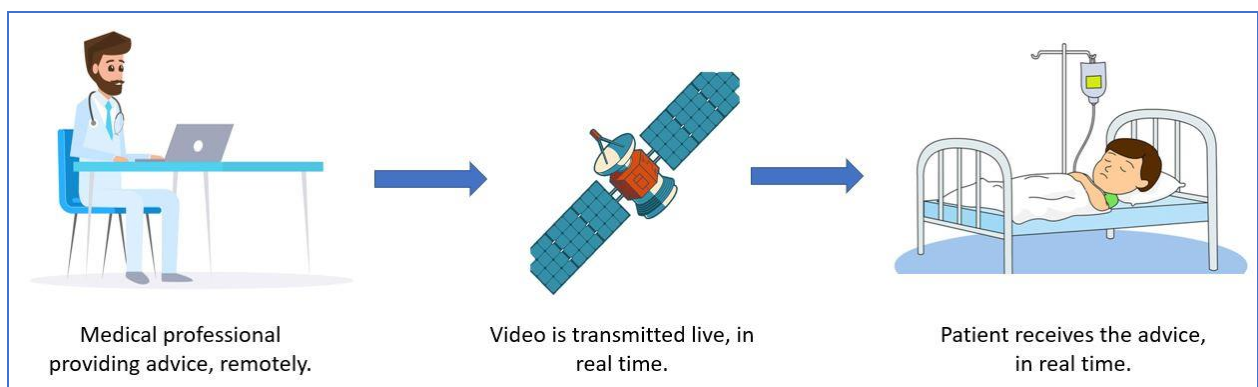 Medical professional
providing advice, remotely.
Video is transmitted live, in
real time.
Patient receives the advice,
in real time.